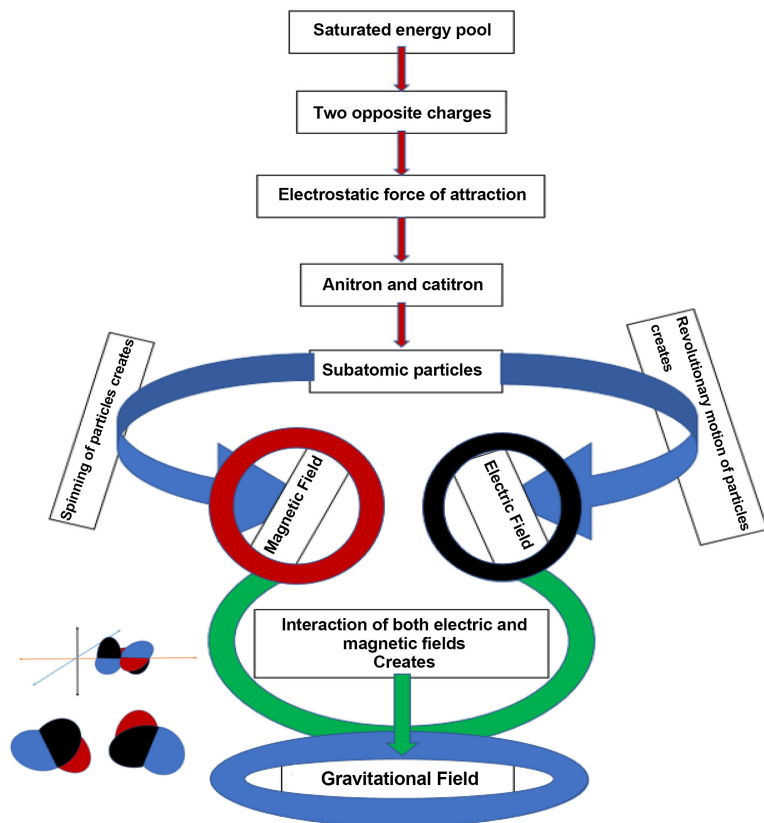 Saturated energy pool
Two opposite charges
Electrostatic force of attraction
Anitron and catitron
Subatomic particles
Spinning of particles creates
Revolutionary motion of particles
creates
Magnetic Field
Electric Field
Interaction of both electric and
magnetic fields
Creates
Gravitational Field